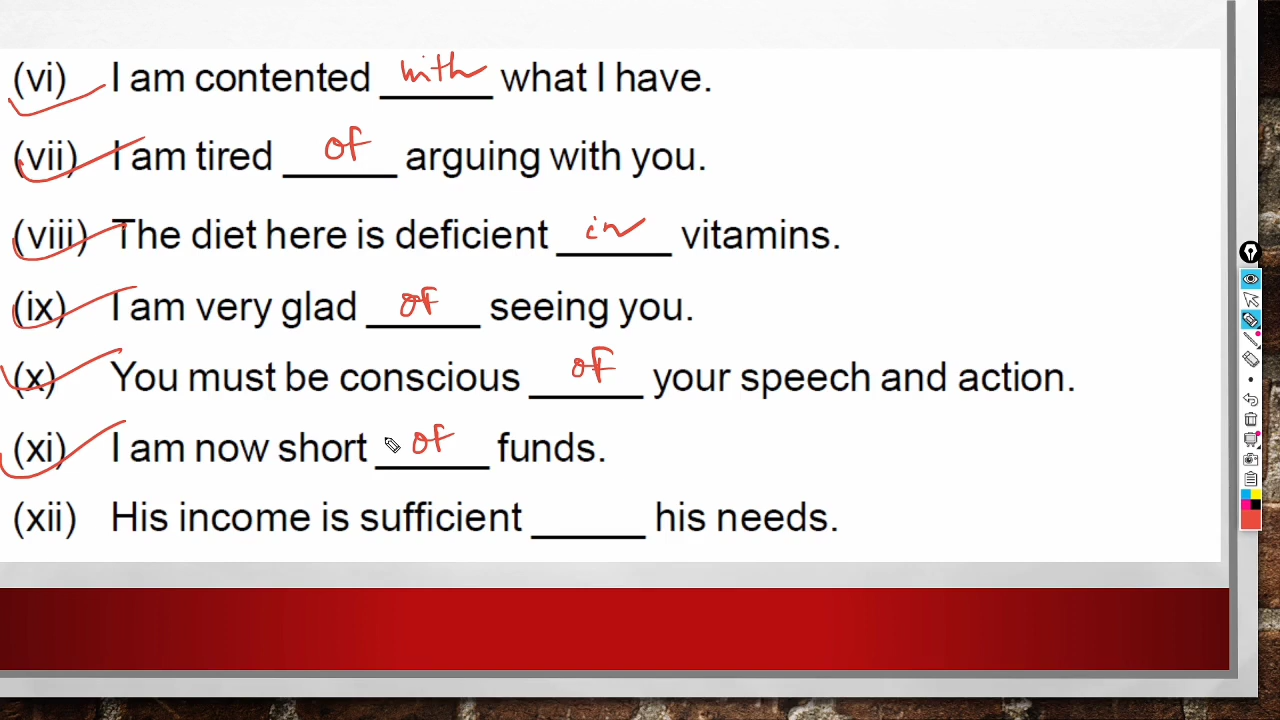 (vi) I am contented with what I have.
(vii) I am tired of arguing with you.
(viii) The diet here is deficient in vitamins.
(ix) I am very glad of seeing you.
(x) You must be conscious of your speech and action.
(xi) I am now short of funds.
(xii) His income is sufficient ______ his needs.